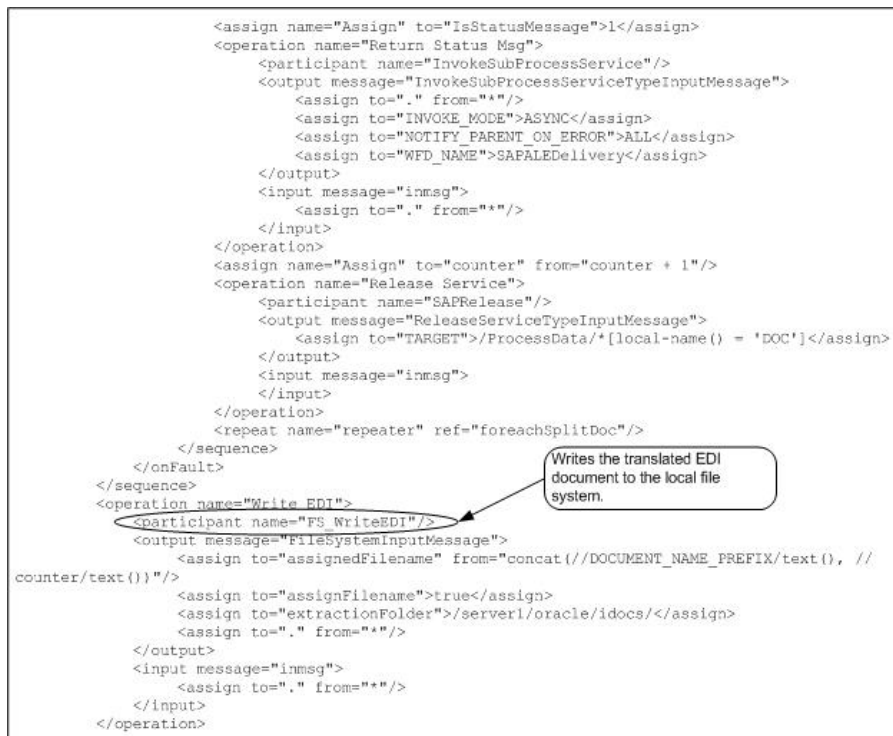 <assign name="Assign" to="IsStatusMessage">1</assign>
<operation name="Return Status Msg">
<participant name="InvokeSubProcessService"/>
<output message="InvokeSubProcessServiceTypeInputMessage">
<assign to="." from="*"/>
<assign to="INVOKE_MODE">ASYNC</assign>
<assign to="NOTIFY_PARENT_ON_ERROR">ALL</assign>
<assign to="WFD_NAME">SAPALEDelivery</assign>
</output>
<input message="inmsg">
<assign to="." from="*"/>
</input>
</operation>
<assign name="Assign" to="counter" from="counter + 1"/>
<operation name="Release Service">
<participant name="SAPRelease"/>
<output message="ReleaseServiceTypeInputMessage">
<assign to="TARGET">/ProcessData/*[local-name() = 'DOC']</assign>
</output>
<input message="inmsg">
</input>
</operation>
<repeat name="repeater" ref="foreachSplitDoc"/>
</sequence>
</onFault>
</sequence>
Writes the translated EDI
document to the local file
system.
<operation name="Write EDI">
<participant name="FS_WriteEDI"/>
<output message="FileSystemInputMessage">
<assign to="assignedFilename" from="concat(//DOCUMENT_NAME_PREFIX/text(), //
counter/text())"/>
<assign to="assignFilename">true</assign>
<assign to="extractionFolder">/server1/oracle/idocs/</assign>
<assign to="." from="*"/>
</output>
<input message="inmsg">
<assign to="." from="*"/>
</input>
</operation>